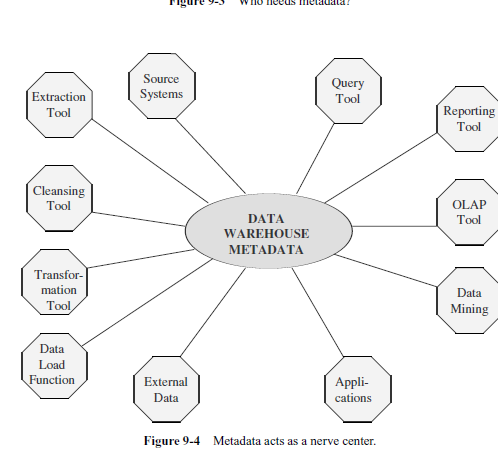 Figure 9-3 Who needs metadata?
Source
Systems
Query
Tool
Extraction
Tool
Reporting
Tool
Cleansing
Tool
OLAP
Tool
DATA
WAREHOUSE
METADATA
Transfor-
mation
Tool
Data
Mining
Data
Load
Function
External
Data
Appli-
cations
Figure 9-4 Metadata acts as a nerve center.